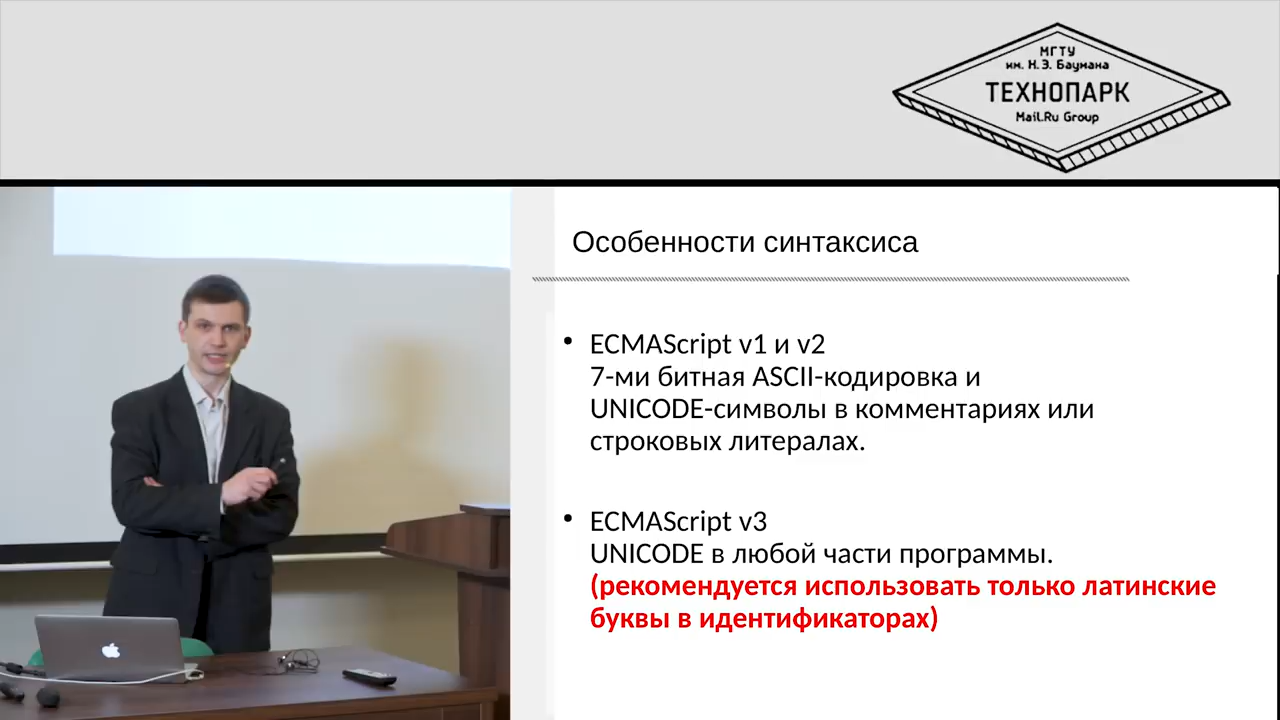 МГТУ
им. Н.Э. Баумана
ТЕХНОПАРК
Mail.Ru Group
Особенности синтаксиса
• ECMAScript v1 и v2
7-ми битная ASCII-кодировка и
UNICODE-символы в комментариях или
строковых литералах.
• ECMAScript v3
UNICODE в любой части программы.
(рекомендуется использовать только латинские
буквы в идентификаторах)